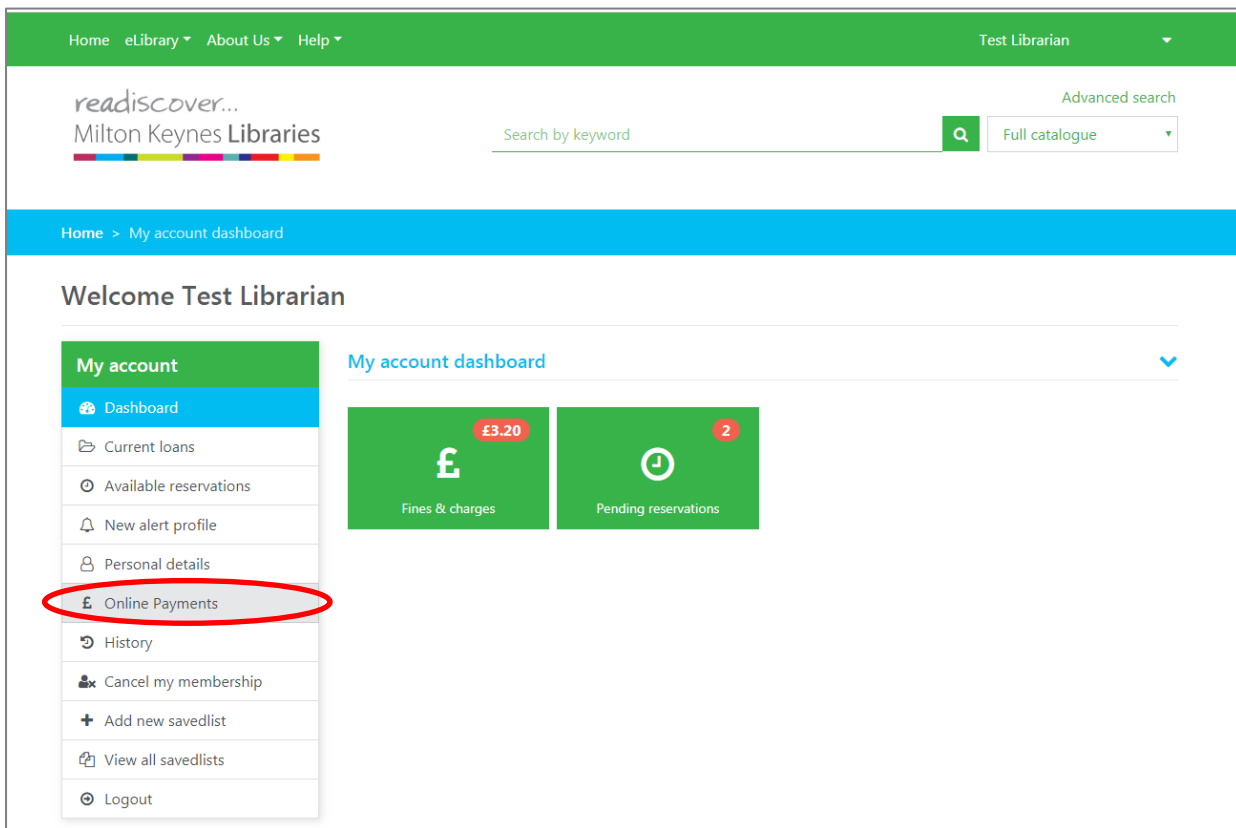 Home eLibrary About Us Help Test Librarian
Advanced search
readiscover...
Milton Keynes Libraries
Search by keyword Full catalogue
Home > My account dashboard
Welcome Test Librarian
My account
Dashboard
Current loans
Available reservations
New alert profile
Personal details
£ Online Payments
History
Cancel my membership
Add new savedlist
View all savedlists
Logout
My account dashboard
£3.20
£
Fines & charges
2
Pending reservations